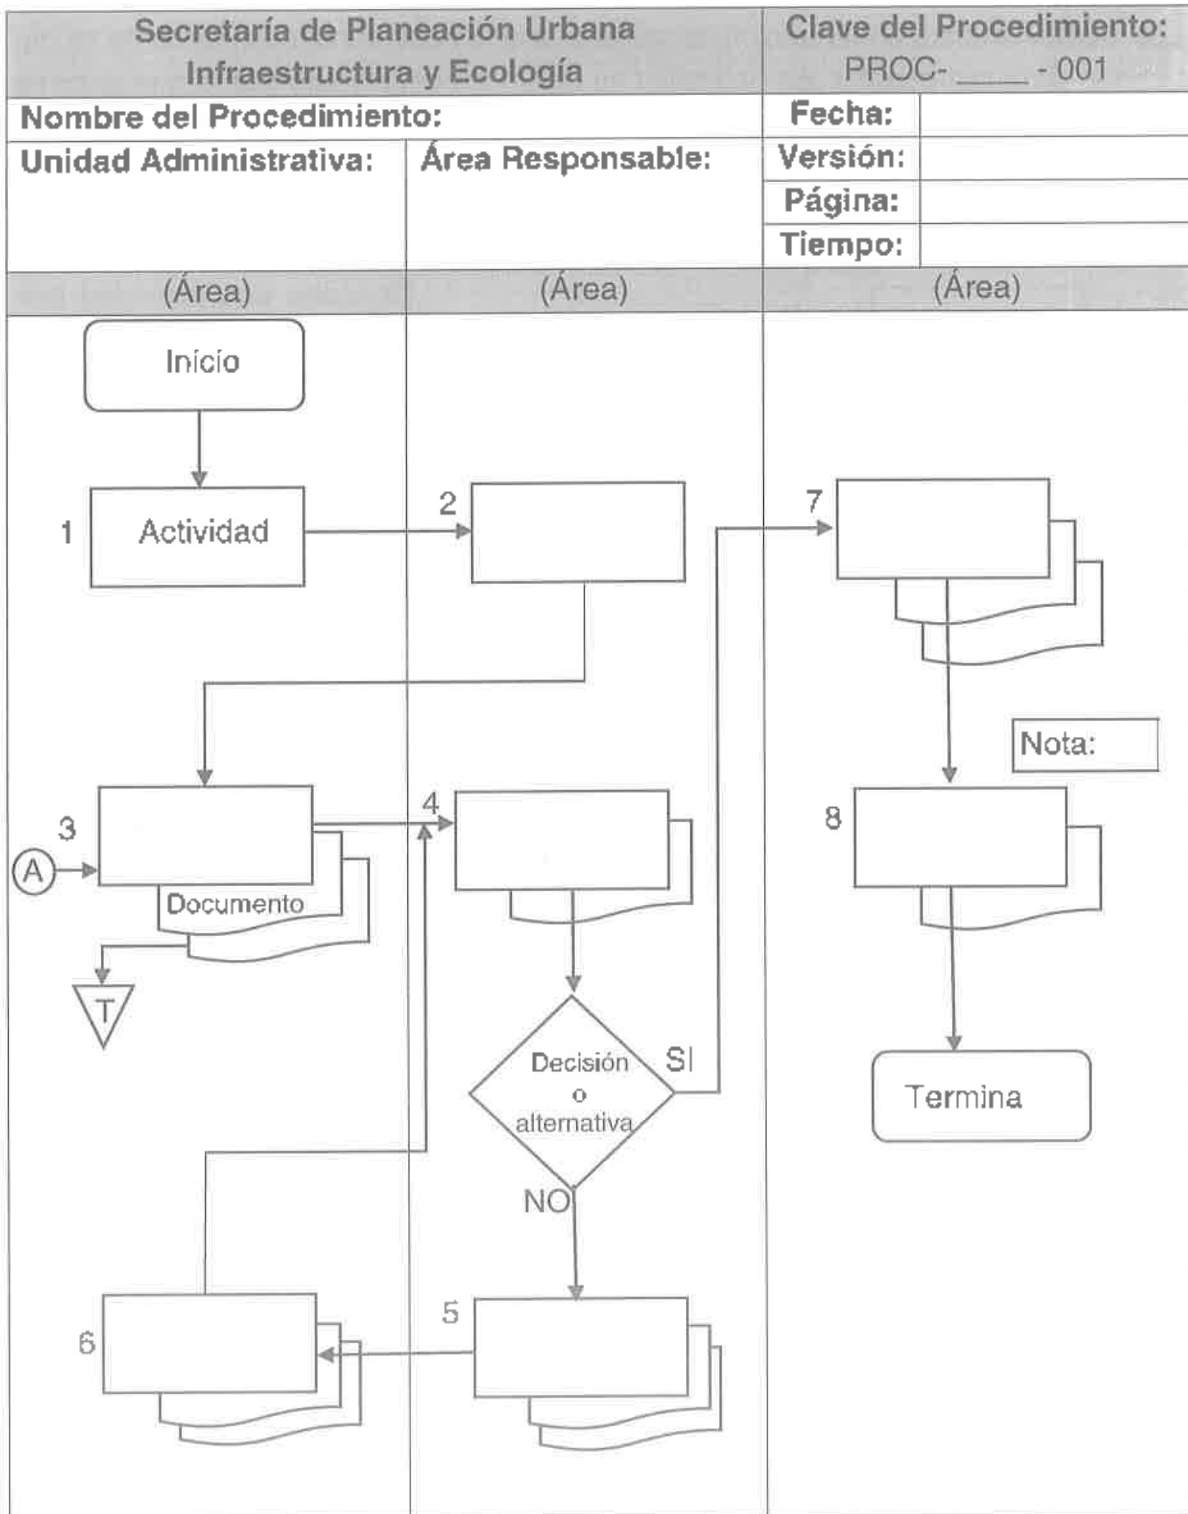 Secretaría de Planeación Urbana
Infraestructura y Ecología
Clave del Procedimiento:
PROC-_____ - 001
Nombre del Procedimiento:
Fecha:
Unidad Administrativa:
Área Responsable:
Versión:
Página:
Tiempo:
(Área)
(Área)
(Área)
Inicio
1
Actividad
2
7
Nota:
3
4
8
A
Documento
T
Decisión
o
alternativa
SI
NO
Termina
6
5